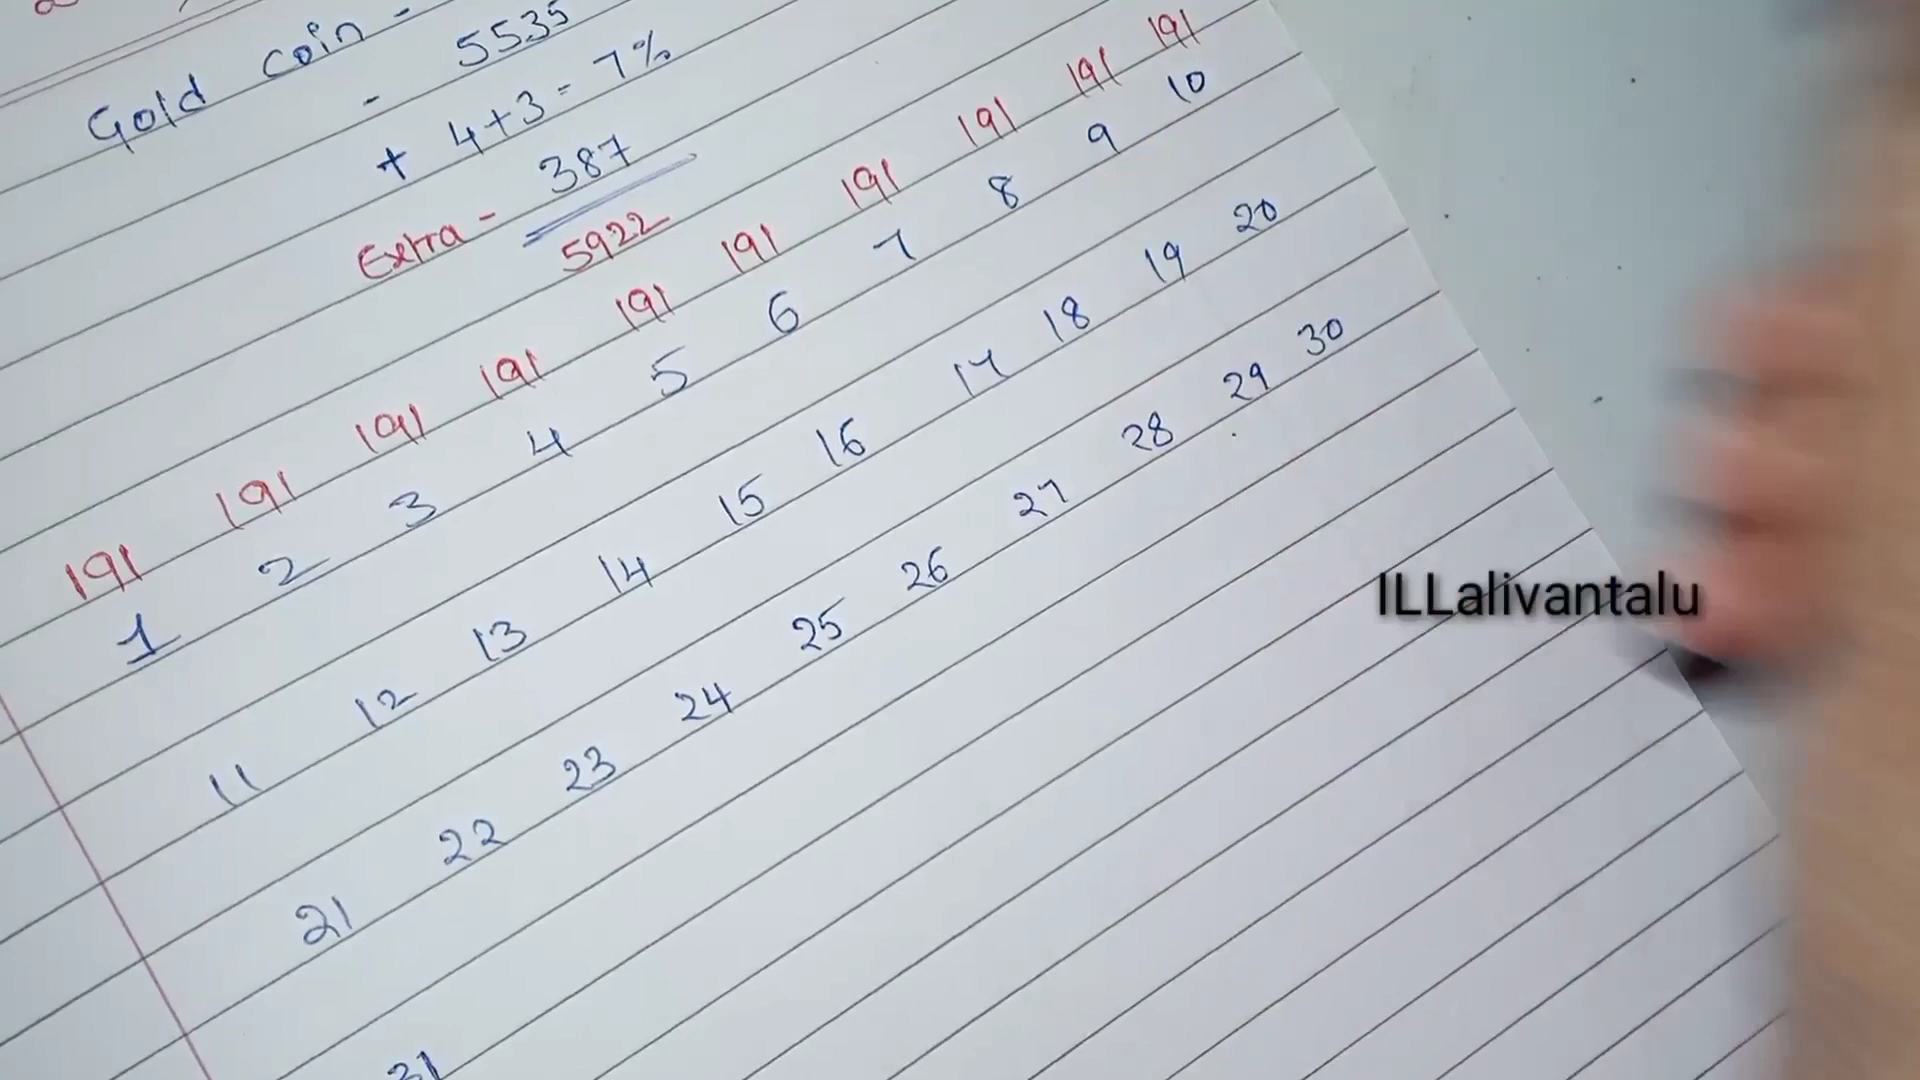 Gold coin -
- 5535
+ 4+3 = 7%
Extra - 387
5922
191 191 191 191 191 191 191 191 191 191
1 2 3 4 5 6 7 8 9 10
11 12 13 14 15 16 17 18 19 20
21 22 23 24 25 26 27 28 29 30
31
ILLalivantalu